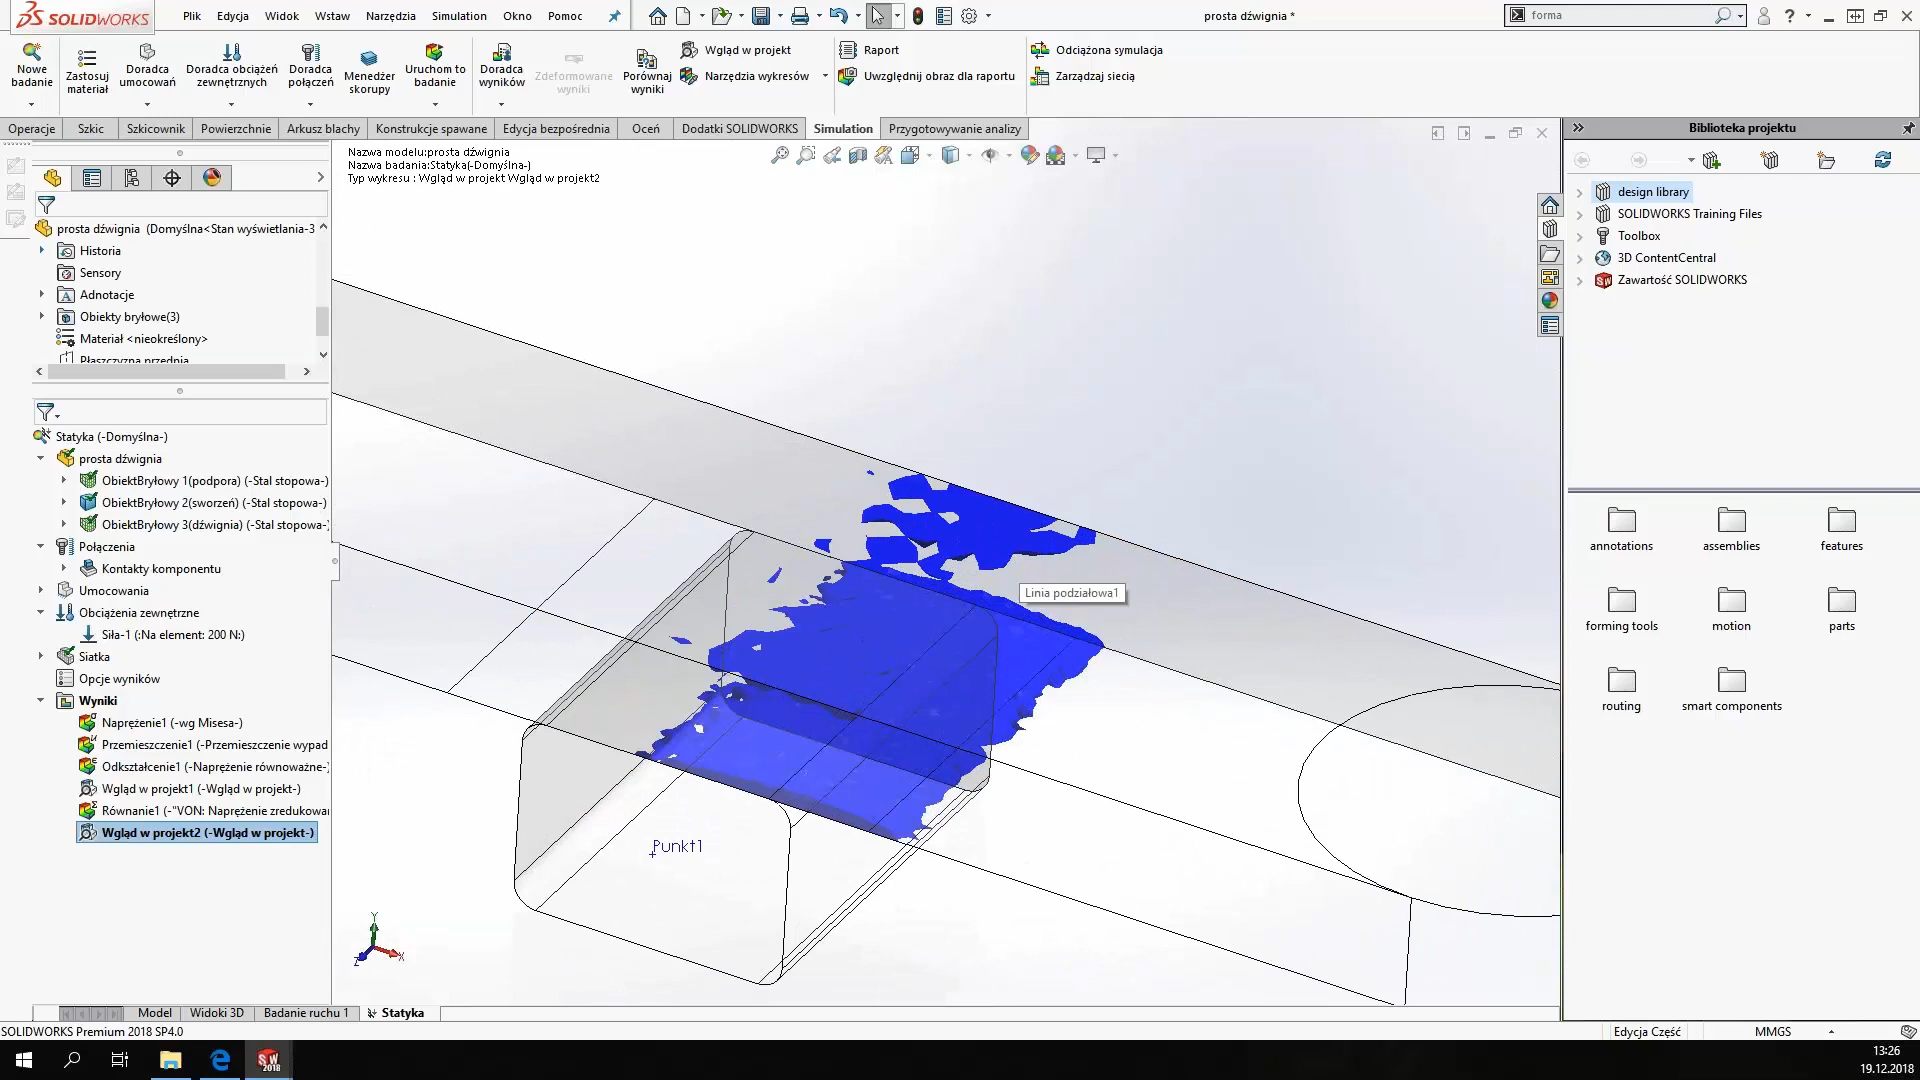 SOLIDWORKS
Plik Edycja Widok Wstaw Narzędzia Simulation Okno Pomoc
prosta dźwignia *
forma
Nowe badanie
Zastosuj materiał
Doradca umocowań
Doradca obciążeń zewnętrznych
Doradca połączeń
Menedżer skorupy
Uruchom to badanie
Doradca wyników
Zdeformowane wyniki
Porównaj wyniki
Wgląd w projekt
Narzędzia wykresów
Raport
Uwzględnij obraz dla raportu
Odciążona symulacja
Zarządzaj siecią
Operacje Szkic Szkicownik Powierzchnie Arkusz blachy Konstrukcje spawane Edycja bezpośrednia Oceń Dodatki SOLIDWORKS Simulation Przygotowywanie analizy
Nazwa modelu:prosta dźwignia
Nazwa badania:Statyka(-Domyślna-)
Typ wykresu : Wgląd w projekt Wgląd w projekt2
prosta dźwignia (Domyślna<Stan wyświetlania-3
Historia
Sensory
Adnotacje
Obiekty bryłowe(3)
Materiał <nieokreślony>
Płaszczyzna przednia
Statyka (-Domyślna-)
prosta dźwignia
ObiektBryłowy 1(podpora) (-Stal stopowa-)
ObiektBryłowy 2(sworzeń) (-Stal stopowa-)
ObiektBryłowy 3(dźwignia) (-Stal stopowa-)
Połączenia
Kontakty komponentu
Umocowania
Obciążenia zewnętrzne
Siła-1 (:Na element: 200 N:)
Siatka
Opcje wyników
Wyniki
Naprężenie1 (-wg Misesa-)
Przemieszczenie1 (-Przemieszczenie wypad
Odkształcenie1 (-Naprężenie równoważne-)
Wgląd w projekt1 (-Wgląd w projekt-)
Równanie1 (-"VON: Naprężenie zredukowa
Wgląd w projekt2 (-Wgląd w projekt-)
Linia podziałowa1
Punkt1
Y
X
Z
Biblioteka projektu
design library
SOLIDWORKS Training Files
Toolbox
3D ContentCentral
Zawartość SOLIDWORKS
annotations assemblies features
forming tools motion parts
routing smart components
Model Widoki 3D Badanie ruchu 1 Statyka
SOLIDWORKS Premium 2018 SP4.0
Edycja Część MMGS
SW 2018
13:26
19.12.2018